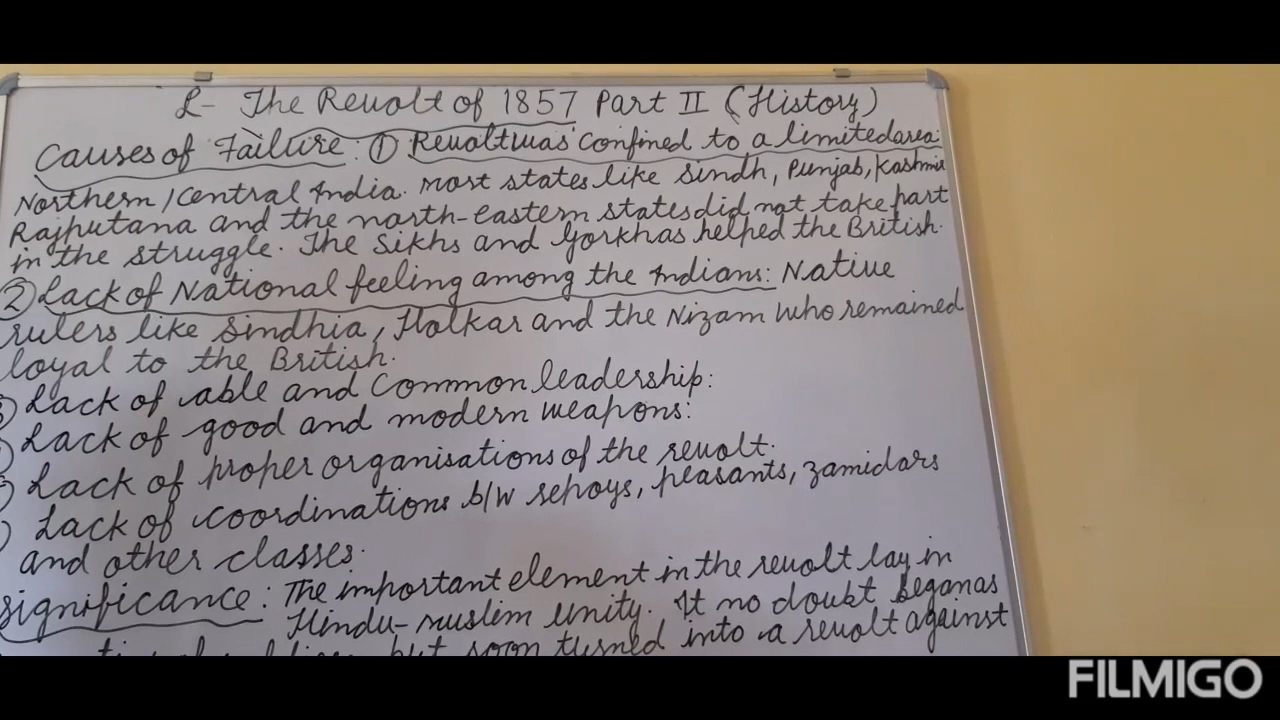 L- The Revolt of 1857 Part II (History)
Causes of Failure: ① Revolt was confined to a limited area:
Northern/Central India. Most states like Sindh, Punjab, Kashmir
Rajputana and the north-eastern states did not take part
in the struggle. The Sikhs and Gorkhas helped the British.
② Lack of National feeling among the Indians: Native
rulers like Sindhia, Holkar and the Nizam who remained
loyal to the British.
Lack of able and Common leadership:
Lack of good and modern weapons:
Lack of proper organisations of the revolt.
Lack of coordinations b/w sepoys, peasants, zamidars
and other classes.
Significance: The important element in the revolt lay in
Hindu-Muslim Unity. It no doubt began as
but soon turned into a revolt against
FILMIGO